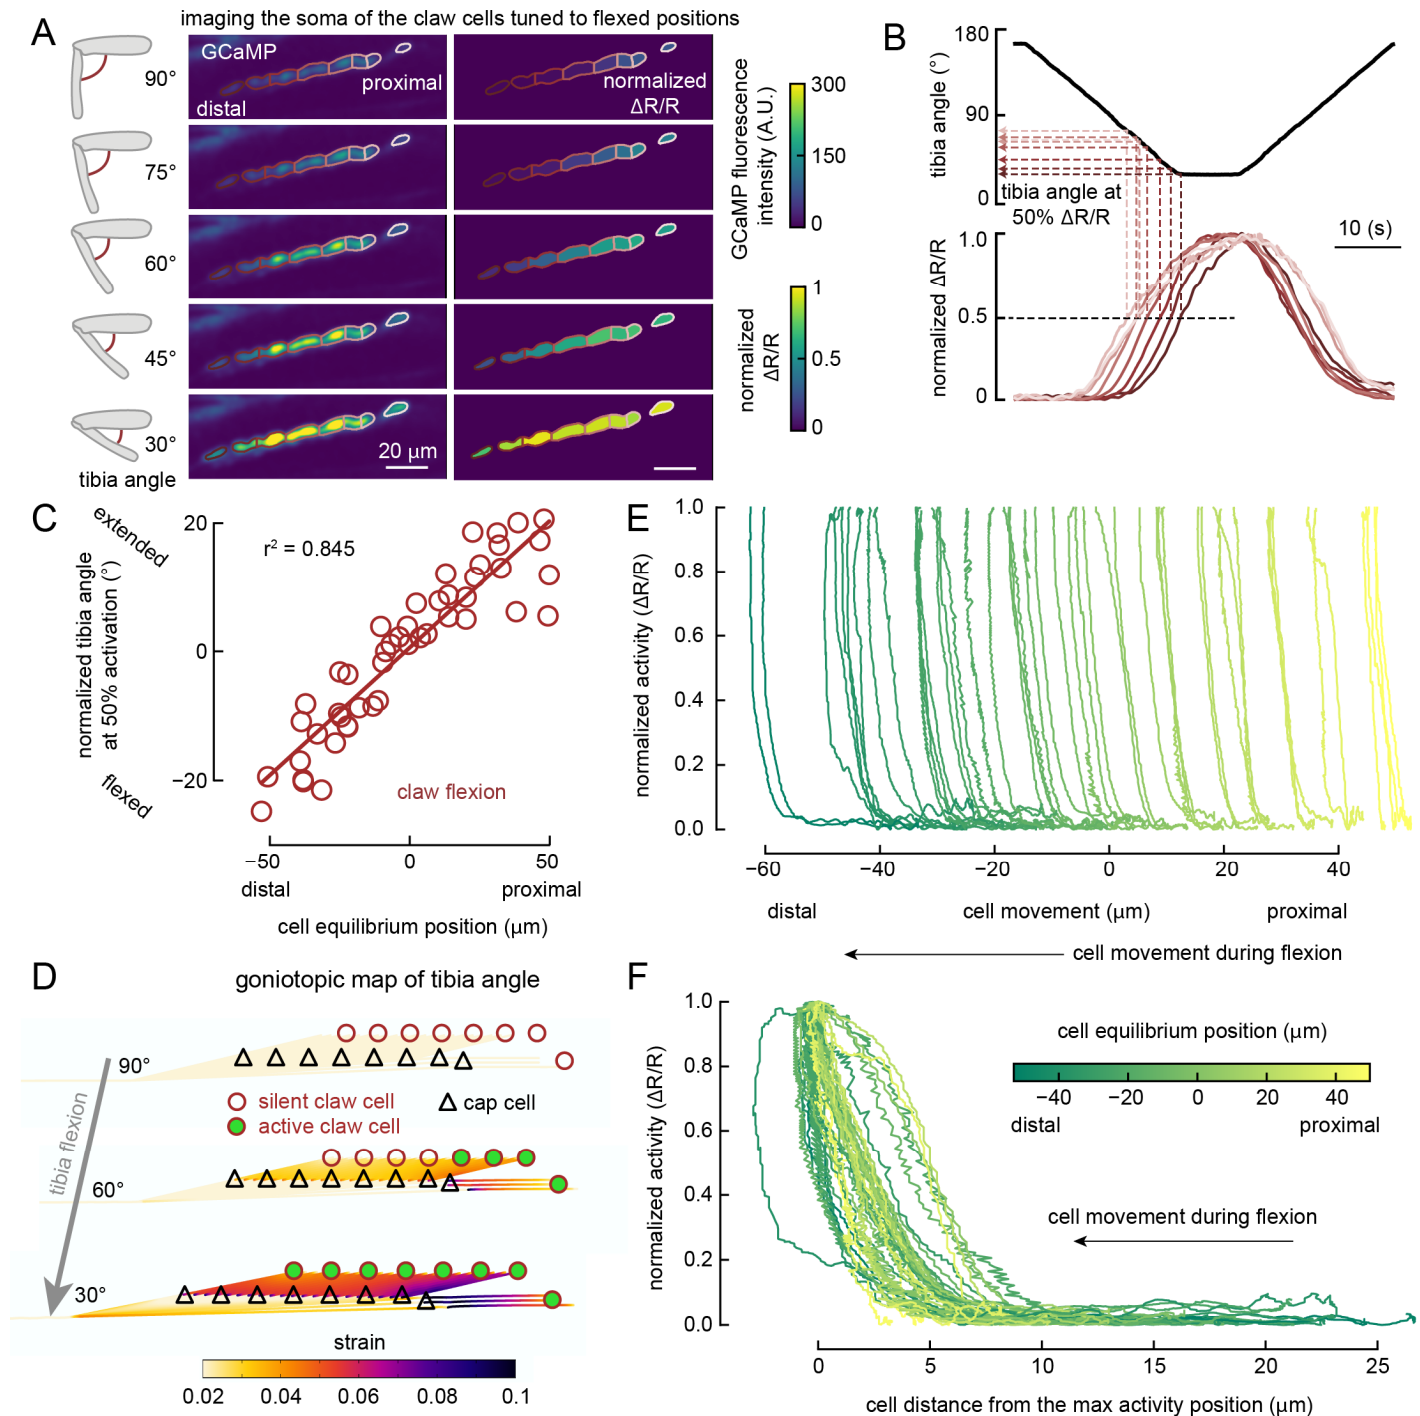 A
imaging the soma of the claw cells tuned to flexed positions
90°
75°
60°
45°
30°
tibia angle
GCaMP
distal
proximal
normalized
ΔR/R
20 µm
GCaMP fluorescence
intensity (A.U.)
300
150
0
normalized
ΔR/R
1
0.5
0
B
tibia angle (°)
180
90
0
tibia angle at
50% ΔR/R
10 (s)
normalized ΔR/R
1.0
0.5
0
C
extended
normalized tibia angle
at 50% activation (°)
flexed
20
0
−20
r² = 0.845
claw flexion
−50
0
50
distal
proximal
cell equilibrium position (µm)
E
normalized activity (ΔR/R)
1.0
0.8
0.6
0.4
0.2
0.0
−60
−40
−20
0
20
40
distal
cell movement (µm)
proximal
cell movement during flexion
D
goniotopic map of tibia angle
tibia flexion
90°
silent claw cell
active claw cell
cap cell
60°
30°
strain
0.02
0.04
0.06
0.08
0.1
F
normalized activity (ΔR/R)
1.0
0.8
0.6
0.4
0.2
0.0
cell equilibrium position (µm)
−40
−20
0
20
40
distal
proximal
cell movement during flexion
0
5
10
15
20
25
cell distance from the max activity position (µm)